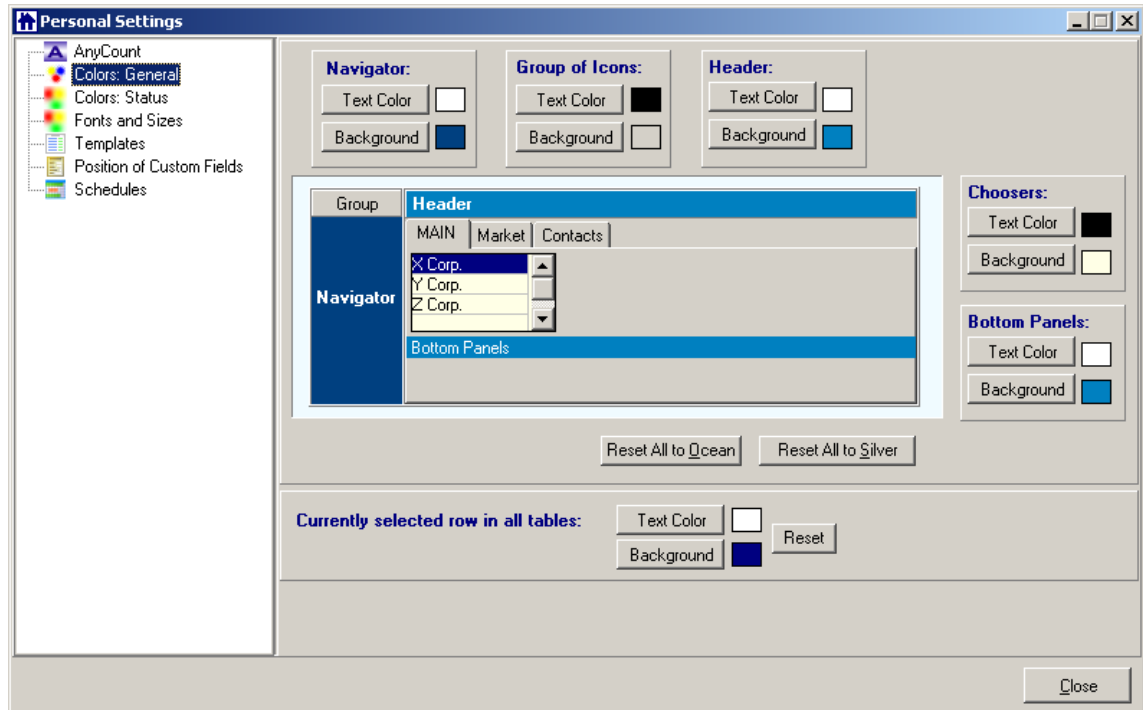 Personal Settings
AnyCount
Colors: General
Colors: Status
Fonts and Sizes
Templates
Position of Custom Fields
Schedules
Navigator:
Text Color
Background
Group of Icons:
Text Color
Background
Header:
Text Color
Background
Group
Header
MAIN Market Contacts
X Corp.
Y Corp.
Z Corp.
Navigator
Bottom Panels
Choosers:
Text Color
Background
Bottom Panels:
Text Color
Background
Reset All to Ocean Reset All to Silver
Currently selected row in all tables:
Text Color
Background
Reset
Close